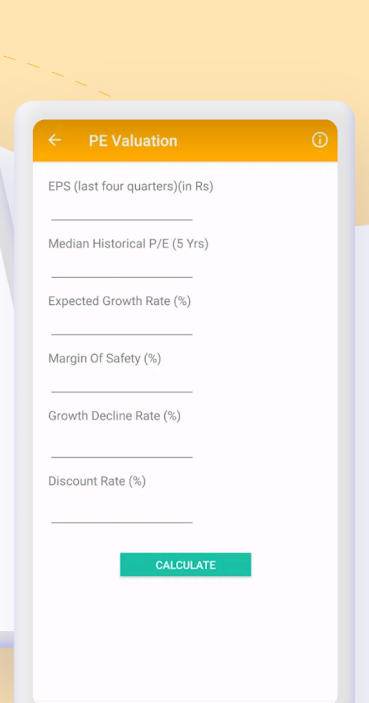 PE Valuation
EPS (last four quarters)(in Rs)
Median Historical P/E (5 Yrs)
Expected Growth Rate (%)
Margin Of Safety (%)
Growth Decline Rate (%)
Discount Rate (%)
CALCULATE